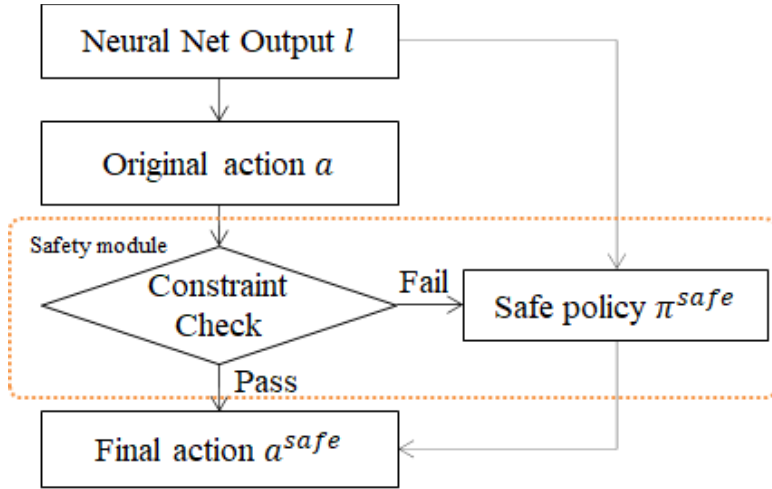 Neural Net Output l
Original action a
Safety module
Constraint
Check
Fail
Safe policy π^safe
Pass
Final action a^safe